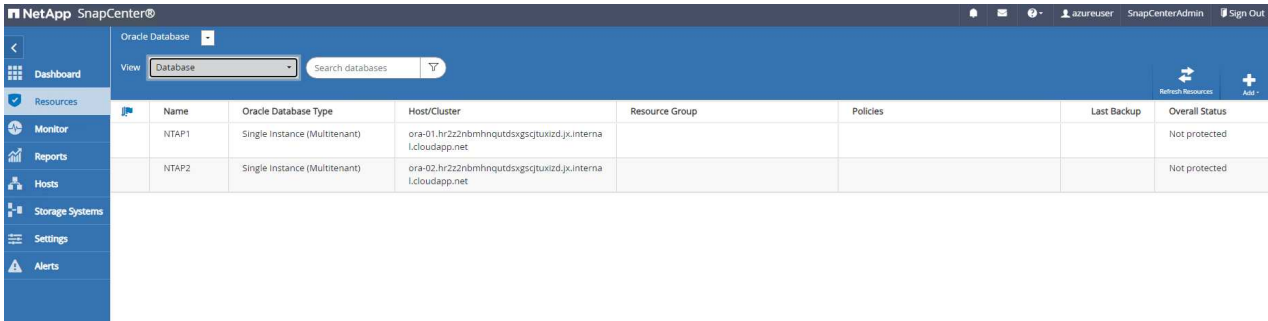 NetApp SnapCenter®
azureuser SnapCenterAdmin Sign Out
Oracle Database
View Database Search databases
Refresh Resources Add
Dashboard
Resources
Monitor
Reports
Hosts
Storage Systems
Settings
Alerts
Name Oracle Database Type Host/Cluster Resource Group Policies Last Backup Overall Status
NTAP1 Single Instance (Multitenant) ora-01.hr2z2nbmhnqutdsxgscjtuxizd.jx.interna Not protected
l.cloudapp.net
NTAP2 Single Instance (Multitenant) ora-02.hr2z2nbmhnqutdsxgscjtuxizd.jx.interna Not protected
l.cloudapp.net